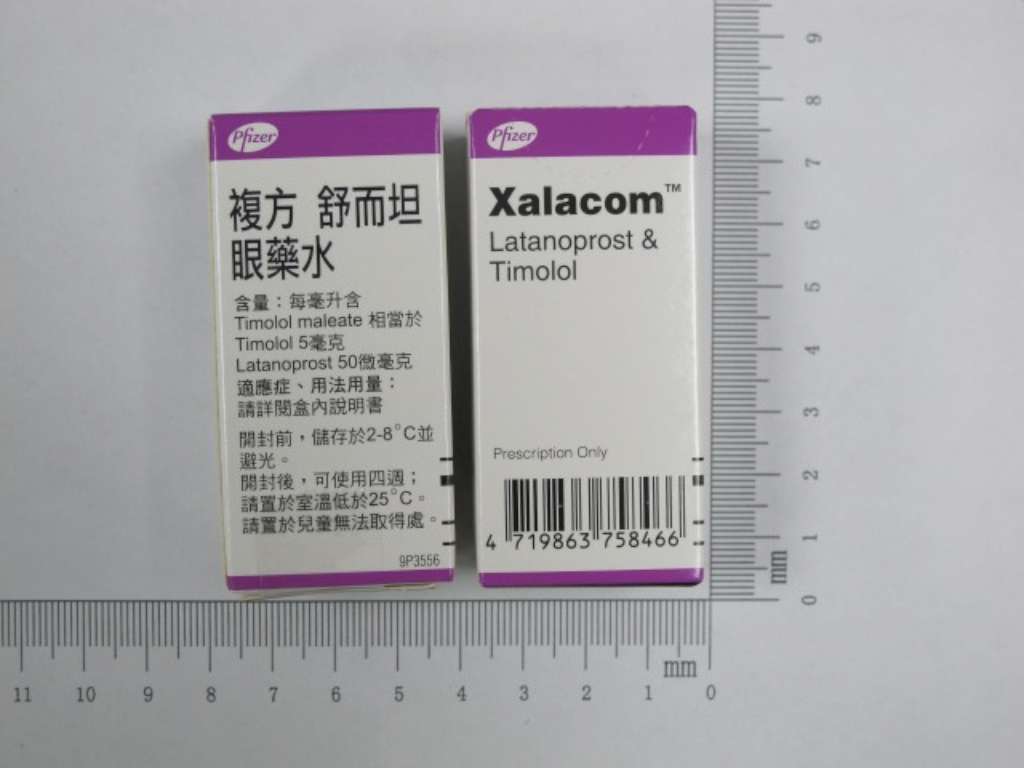 Pfizer
複方 舒而坦
眼藥水
含量：每毫升含
Timolol maleate 相當於
Timolol 5毫克
Latanoprost 50微毫克
適應症、用法用量：
請詳閱盒內說明書
開封前，儲存於2-8°C並
避光。
開封後，可使用四週；
請置於室溫低於25°C。
請置於兒童無法取得處。
9P3556
Pfizer
Xalacom™
Latanoprost &
Timolol
Prescription Only
4 719863 758466
9
8
7
6
5
4
3
2
1
mm
0
mm
11 10 9 8 7 6 5 4 3 2 1 0